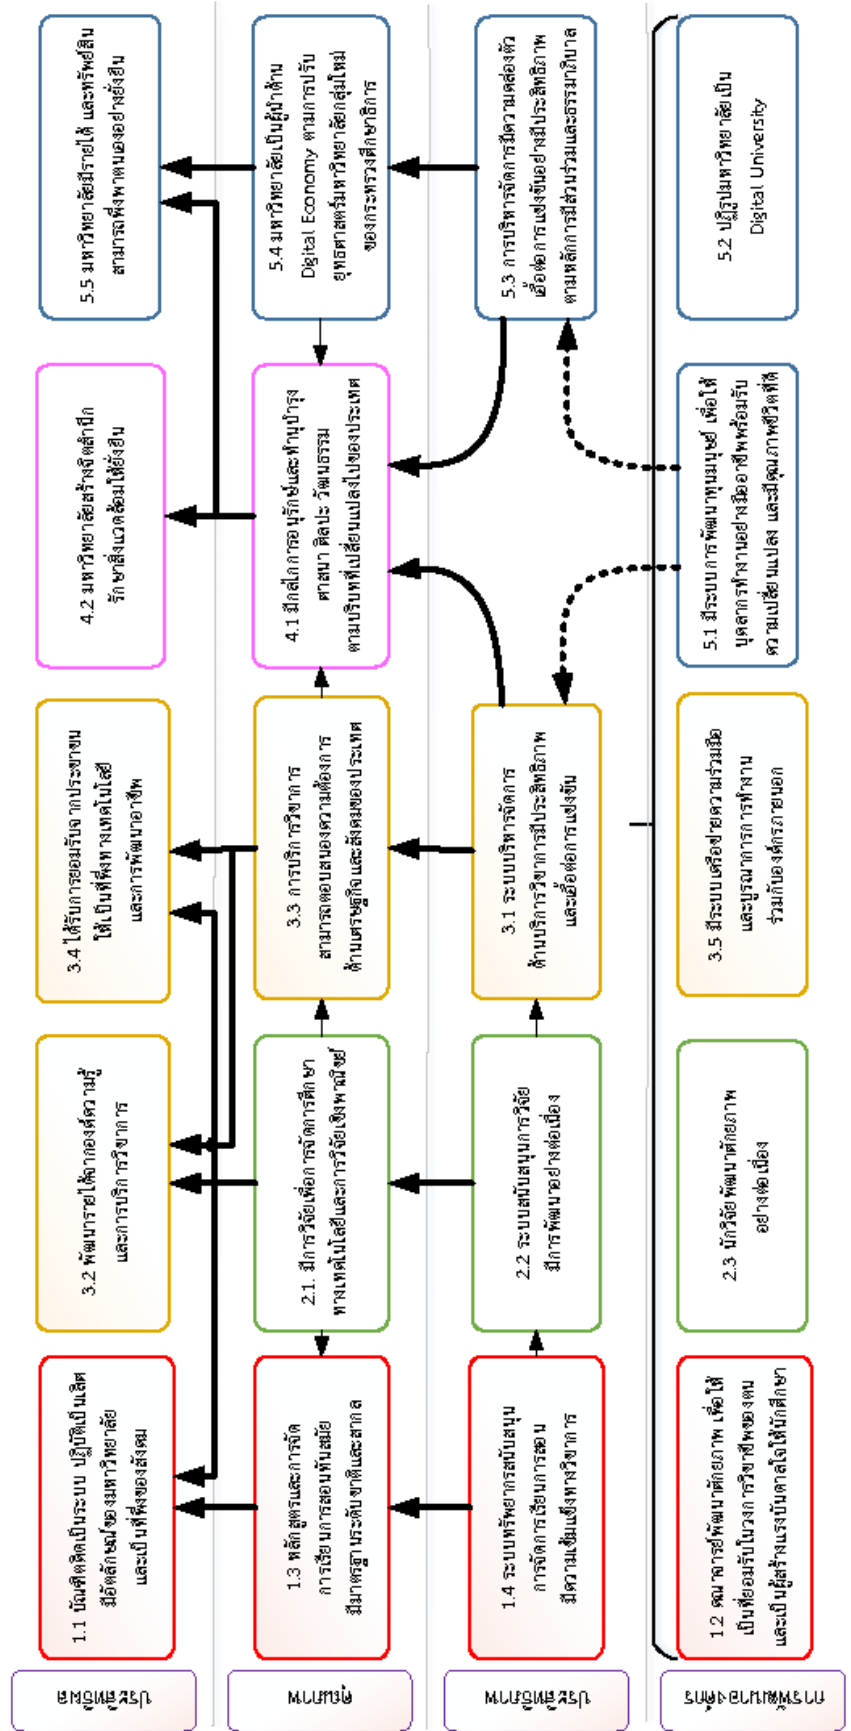 ประสิทธิผล
1.1 บัณฑิตคิดเป็นระบบ ปฏิบัติเป็นเลิศ
มีอัตลักษณ์ของมหาวิทยาลัย
และเป็นที่พึ่งของสังคม
3.2 พัฒนารายได้จากองค์ความรู้
และการบริการวิชาการ
3.4 ได้รับการยอมรับจากประชาชน
ให้เป็นที่พึ่งทางเทคโนโลยี
และการพัฒนาอาชีพ
4.2 มหาวิทยาลัยสร้างจิตสำนึก
รักษาสิ่งแวดล้อมให้ยั่งยืน
5.5 มหาวิทยาลัยมีรายได้ และทรัพย์สิน
สามารถพึ่งพาตนเองอย่างยั่งยืน
คุณภาพ
1.3 หลักสูตรและการจัด
การเรียนการสอนทันสมัย
มีมาตรฐานระดับชาติและสากล
2.1. มีการวิจัยเพื่อการจัดการศึกษา
ทางเทคโนโลยีและการวิจัยเชิงพาณิชย์
3.3 การบริการวิชาการ
สามารถตอบสนองความต้องการ
ด้านเศรษฐกิจและสังคมของประเทศ
4.1 มีกลไกการอนุรักษ์และทำนุบำรุง
ศาสนา ศิลปะ วัฒนธรรม
ตามบริบทที่เปลี่ยนแปลงไปของประเทศ
5.4 มหาวิทยาลัยเป็นผู้นำด้าน
Digital Economy ตามการปรับ
ยุทธศาสตร์มหาวิทยาลัยกลุ่มใหม่
ของกระทรวงศึกษาธิการ
ประสิทธิภาพ
1.4 ระบบทรัพยากรสนับสนุน
การจัดการเรียนการสอน
มีความเข้มแข็งทางวิชาการ
2.2 ระบบสนับสนุนการวิจัย
มีการพัฒนาอย่างต่อเนื่อง
3.1 ระบบบริหารจัดการ
ด้านบริการวิชาการมีประสิทธิภาพ
และเอื้อต่อการแข่งขัน
5.3 การบริหารจัดการมีความคล่องตัว
เอื้อต่อการแข่งขันอย่างมีประสิทธิภาพ
ตามหลักการมีส่วนร่วมและธรรมาภิบาล
การพัฒนาองค์กร
1.2 คณาจารย์พัฒนาศักยภาพ เพื่อให้
เป็นที่ยอมรับในวงการวิชาชีพของตน
และเป็นผู้สร้างแรงบันดาลใจให้นักศึกษา
2.3 นักวิจัยพัฒนาศักยภาพ
อย่างต่อเนื่อง
3.5 มีระบบเครือข่ายความร่วมมือ
และบูรณาการการทำงาน
ร่วมกับองค์กรภายนอก
5.1 มีระบบการพัฒนาทุนมนุษย์ เพื่อให้
บุคลากรทำงานอย่างมืออาชีพพร้อมรับ
ความเปลี่ยนแปลง และมีคุณภาพชีวิตที่ดี
5.2 ปฏิรูปมหาวิทยาลัยเป็น
Digital University